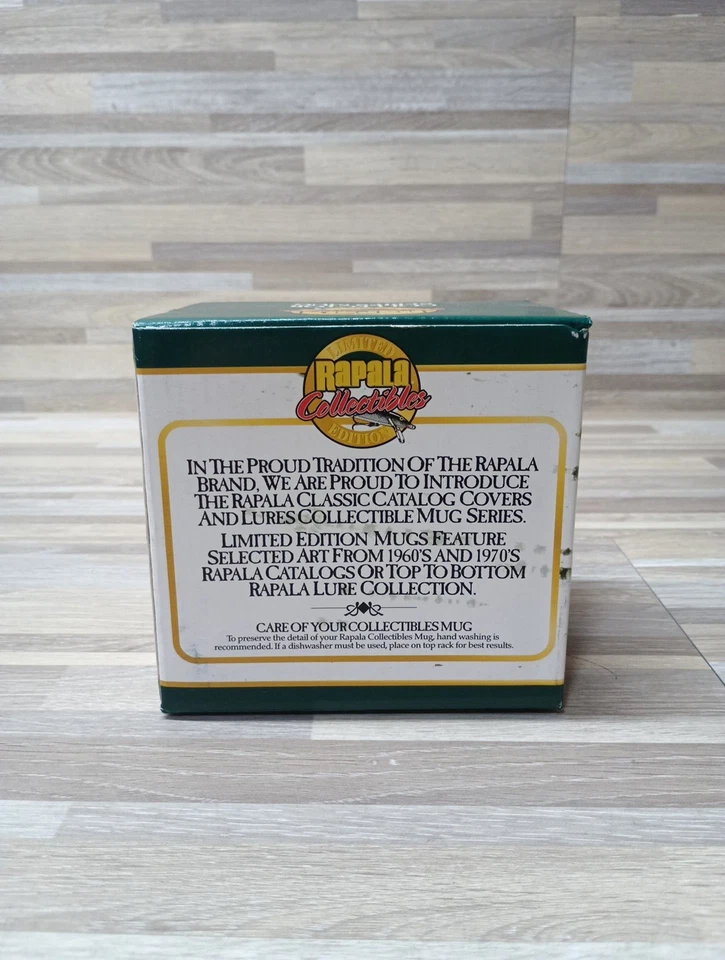 LIMITED
Rapala
Collectibles
EDITION
IN THE PROUD TRADITION OF THE RAPALA
BRAND, WE ARE PROUD TO INTRODUCE
THE RAPALA CLASSIC CATALOG COVERS
AND LURES COLLECTIBLE MUG SERIES.
LIMITED EDITION MUGS FEATURE
SELECTED ART FROM 1960'S AND 1970'S
RAPALA CATALOGS OR TOP TO BOTTOM
RAPALA LURE COLLECTION.
CARE OF YOUR COLLECTIBLES MUG
To preserve the detail of your Rapala Collectibles Mug, hand washing is
recommended. If a dishwasher must be used, place on top rack for best results.